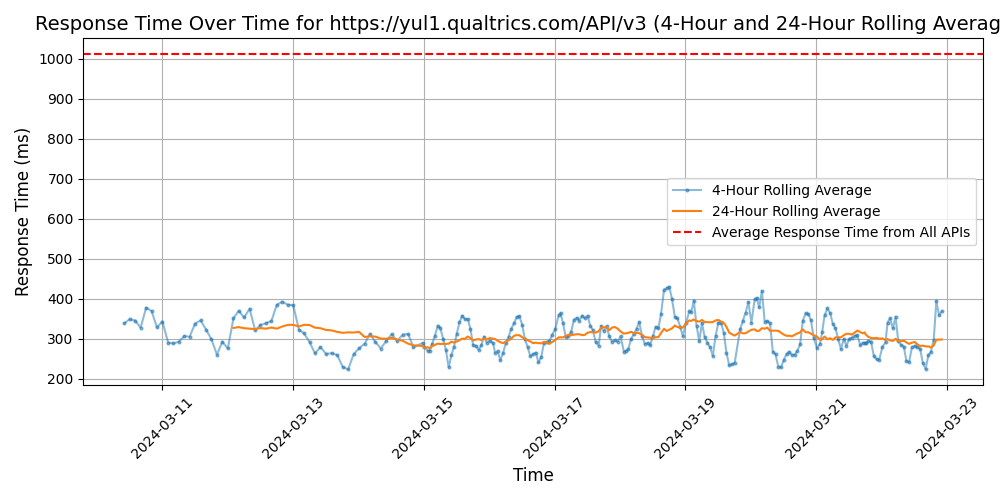 Response Time Over Time for https://yul1.qualtrics.com/API/v3 (4-Hour and 24-Hour Rolling Averag
Response Time (ms)
1000
900
800
700
600
500
400
300
200
4-Hour Rolling Average
24-Hour Rolling Average
Average Response Time from All APIs
2024-03-11
2024-03-13
2024-03-15
2024-03-17
2024-03-19
2024-03-21
2024-03-23
Time